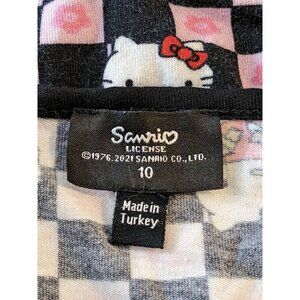 Sanrio
LICENSE
©1976.2021 SANRIO CO., LTD.
10
Made in
Turkey